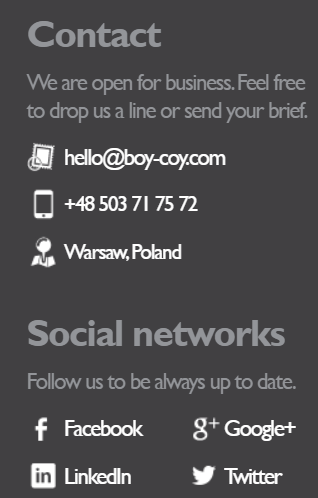 Contact
We are open for business. Feel free
to drop us a line or send your brief.
hello@boy-coy.com
+48 503 71 75 72
Warsaw, Poland
Social networks
Follow us to be always up to date.
f Facebook g+ Google+
in LinkedIn Twitter